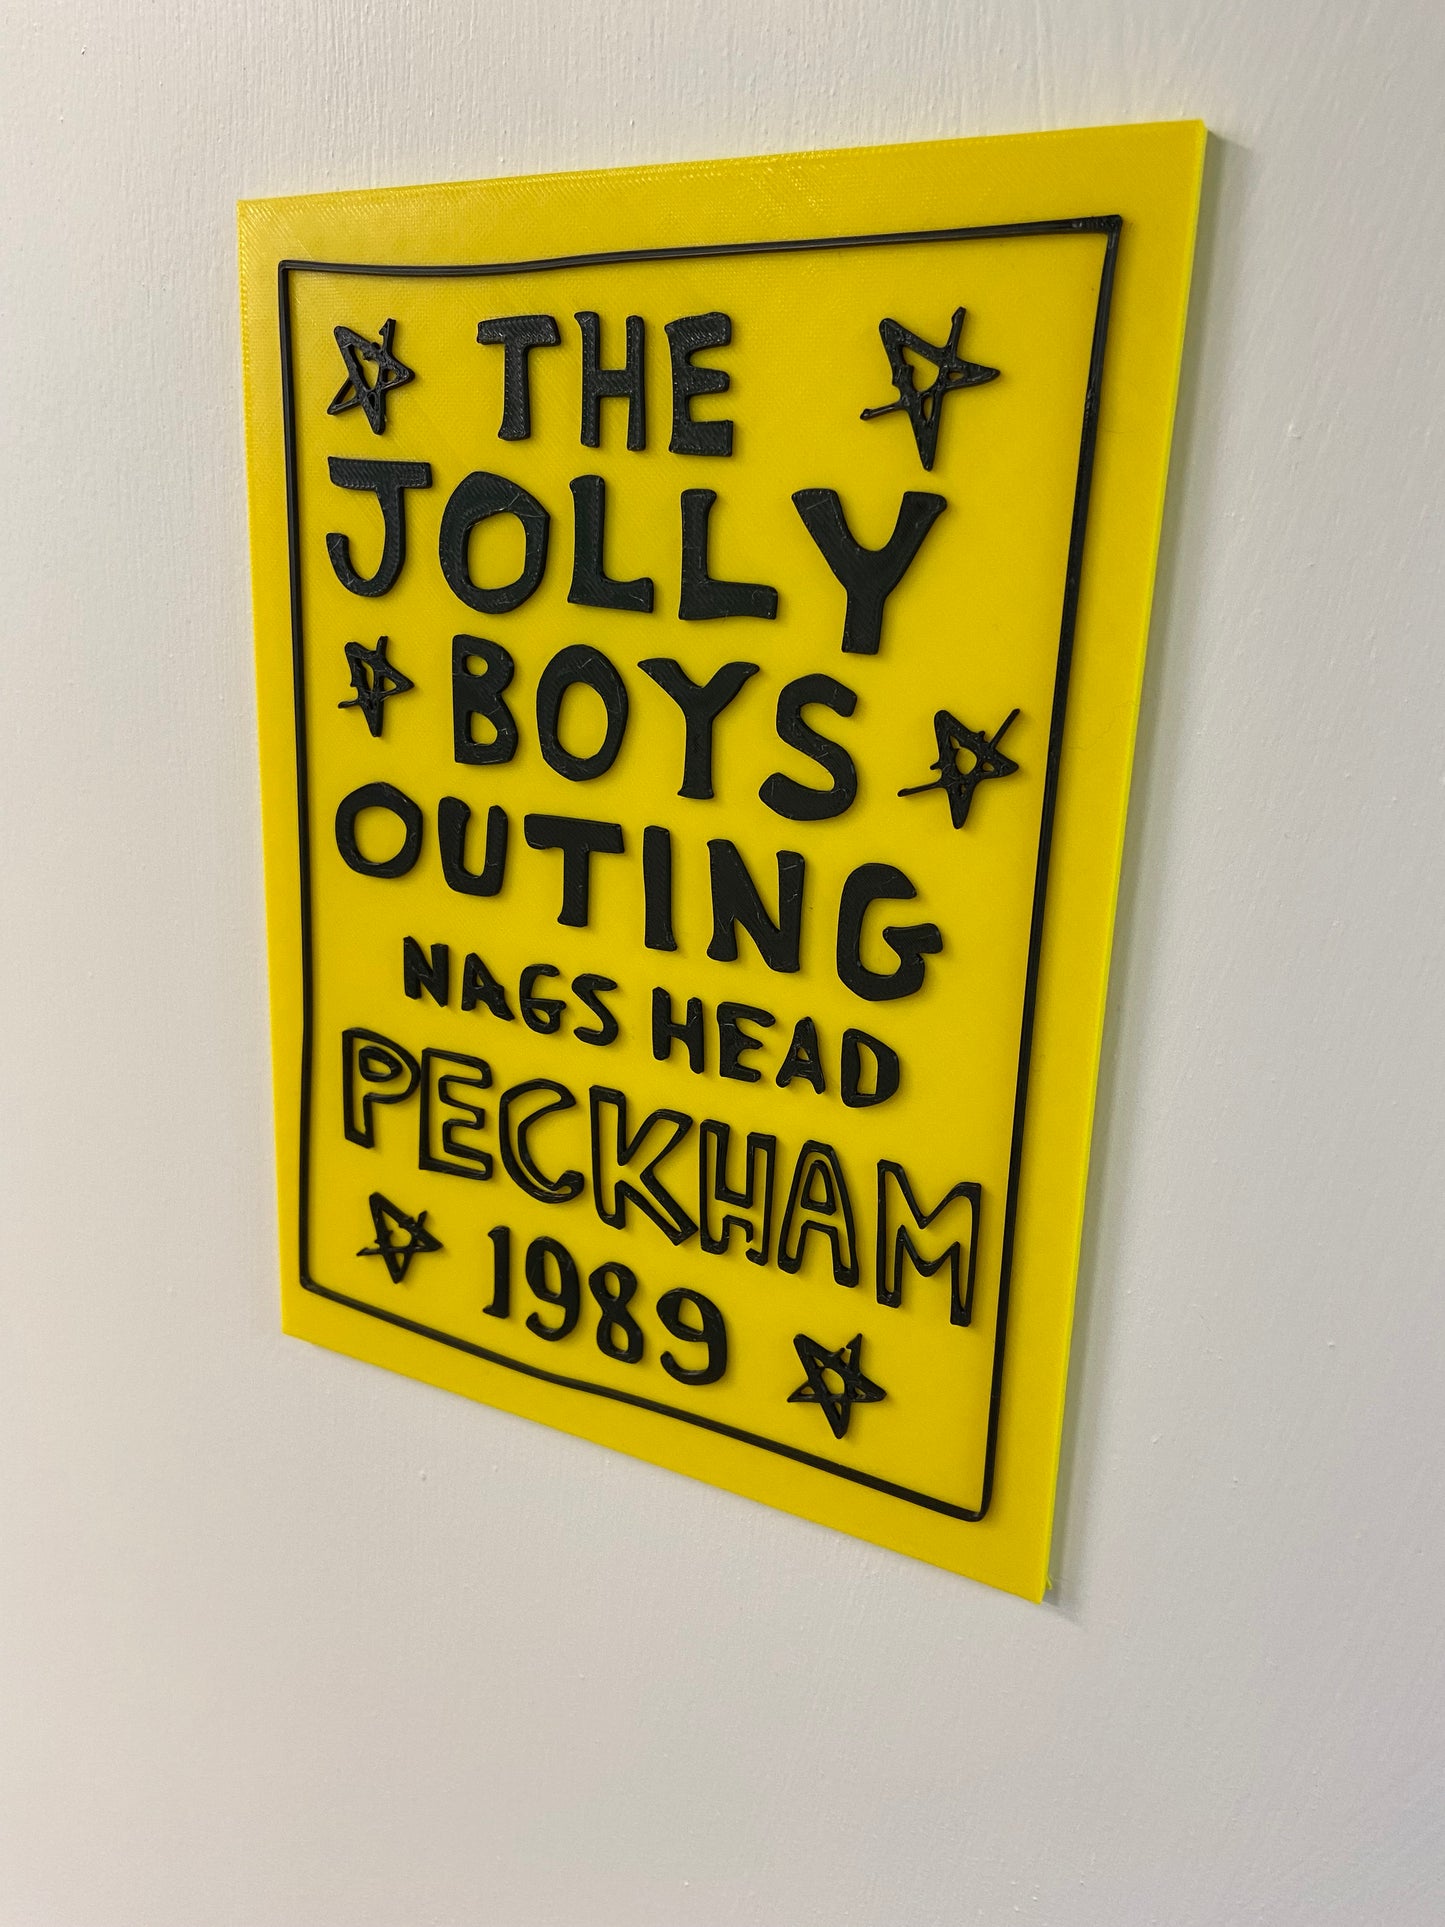 THE
JOLLY
BOYS
OUTING
NAGS HEAD
PECKHAM
1989